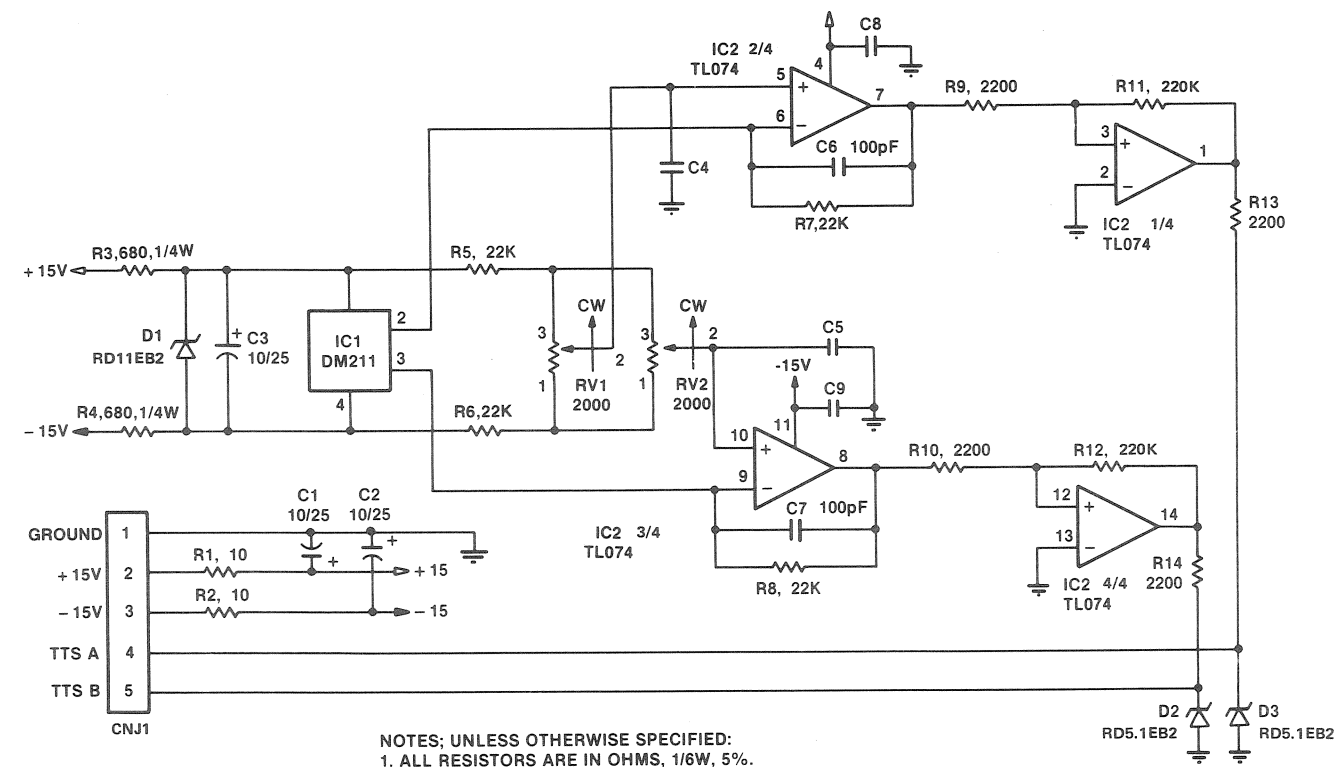 C8
IC2 2/4
TL074
4
5
+
7
R9, 2200
R11, 220K
6
−
3
+
1
C6 100pF
2
−
C4
R7,22K
R13
2200
IC2 1/4
TL074
R3,680,1/4W
R5, 22K
+ 15V
CW
CW
2
C5
D1
RD11EB2
+
C3
10/25
IC1
DM211
2
3
3
1
2
3
1
-15V
RV1
2000
RV2
2000
C9
4
R4,680,1/4W
R6,22K
− 15V
10
+
11
8
R10, 2200
R12, 220K
9
−
12
+
14
C1
10/25
C2
10/25
C7 100pF
13
−
GROUND
1
+
IC2 3/4
TL074
R1, 10
+
+ 15V
2
+ 15
R14
2200
R8, 22K
IC2 4/4
TL074
R2, 10
− 15V
3
− 15
TTS A
4
TTS B
5
D2
RD5.1EB2
D3
RD5.1EB2
CNJ1
NOTES; UNLESS OTHERWISE SPECIFIED:
1. ALL RESISTORS ARE IN OHMS, 1/6W, 5%.